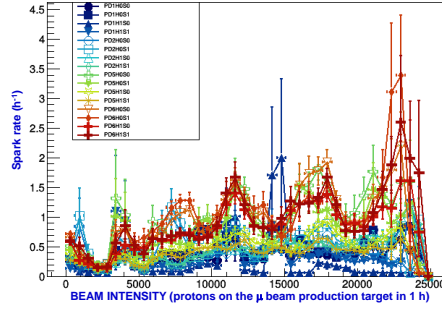 4.5
4
3.5
3
2.5
2
1.5
1
0.5
0
Spark rate (h⁻¹)
PD1H0S0
PD1H0S1
PD1H1S0
PD1H1S1
PD2H0S0
PD2H0S1
PD2H1S0
PD2H1S1
PD5H0S0
PD5H0S1
PD5H1S0
PD5H1S1
PD6H0S0
PD6H0S1
PD6H1S0
PD6H1S1
0 5000 10000 15000 20000 25000
BEAM INTENSITY (protons on the μ beam production target in 1 h)